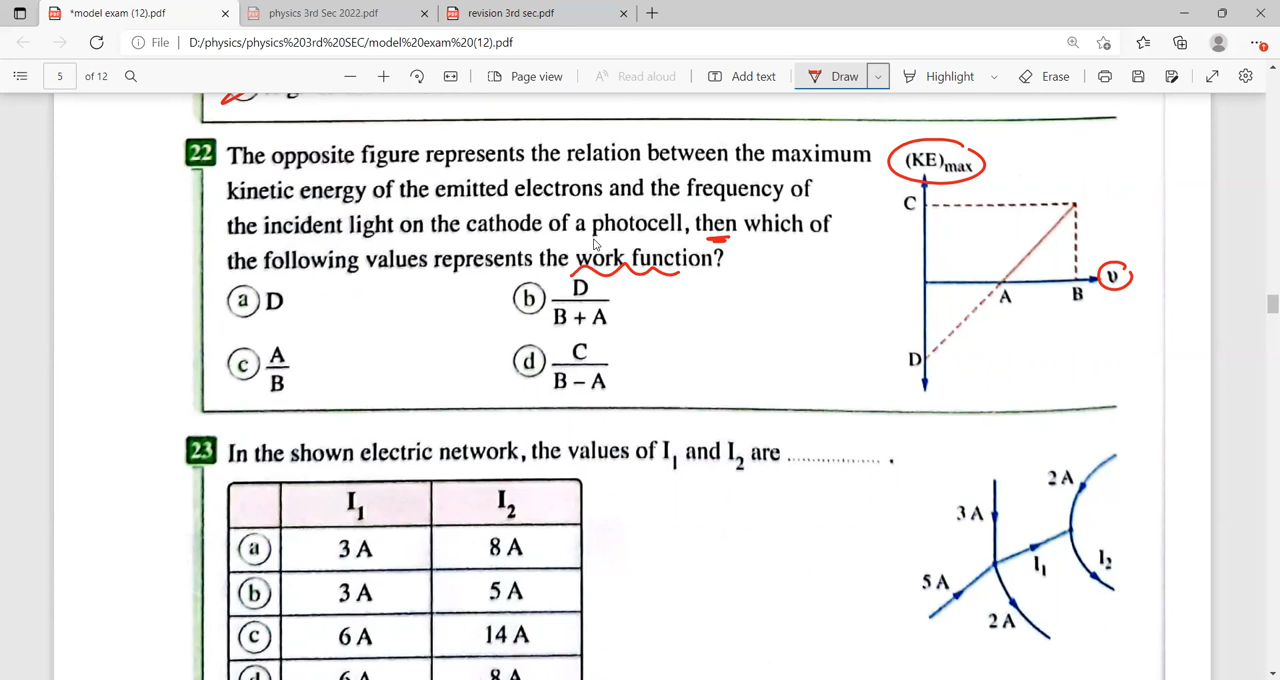 *model exam (12).pdf
physics 3rd Sec 2022.pdf
revision 3rd sec.pdf
File
D:/physics/physics%203rd%20SEC/model%20exam%20(12).pdf
5 of 12
Page view
Read aloud
Add text
Draw
Highlight
Erase
22 The opposite figure represents the relation between the maximum
kinetic energy of the emitted electrons and the frequency of
the incident light on the cathode of a photocell, then which of
the following values represents the work function?
(a) D
(b) D / B + A
(c) A / B
(d) C / B – A
(KE)max
C
A
B
υ
D
23 In the shown electric network, the values of I₁ and I₂ are ................ .
I₁ I₂
(a) 3 A 8 A
(b) 3 A 5 A
(c) 6 A 14 A
(d) 6 A 8 A
2 A
3 A
I₁
I₂
5 A
2 A